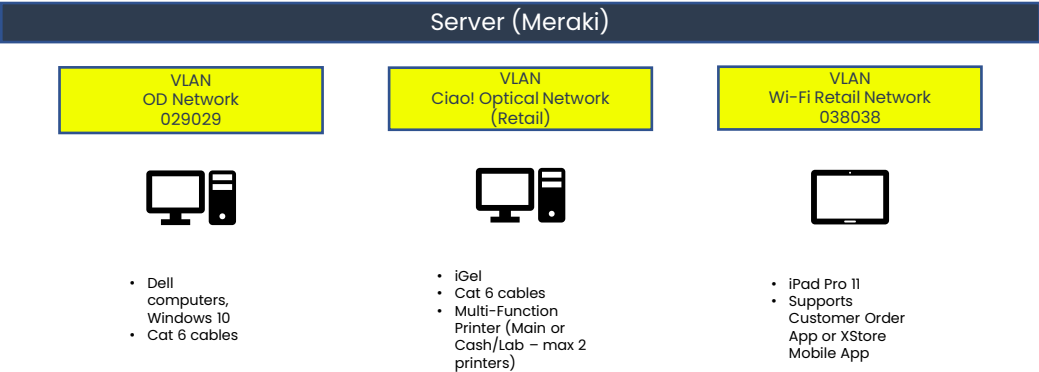 Server (Meraki)
VLAN
OD Network
029029
VLAN
Ciao! Optical Network
(Retail)
VLAN
Wi-Fi Retail Network
038038
• Dell
computers,
Windows 10
• Cat 6 cables
• iGel
• Cat 6 cables
• Multi-Function
Printer (Main or
Cash/Lab – max 2
printers)
• iPad Pro 11
• Supports
Customer Order
App or XStore
Mobile App